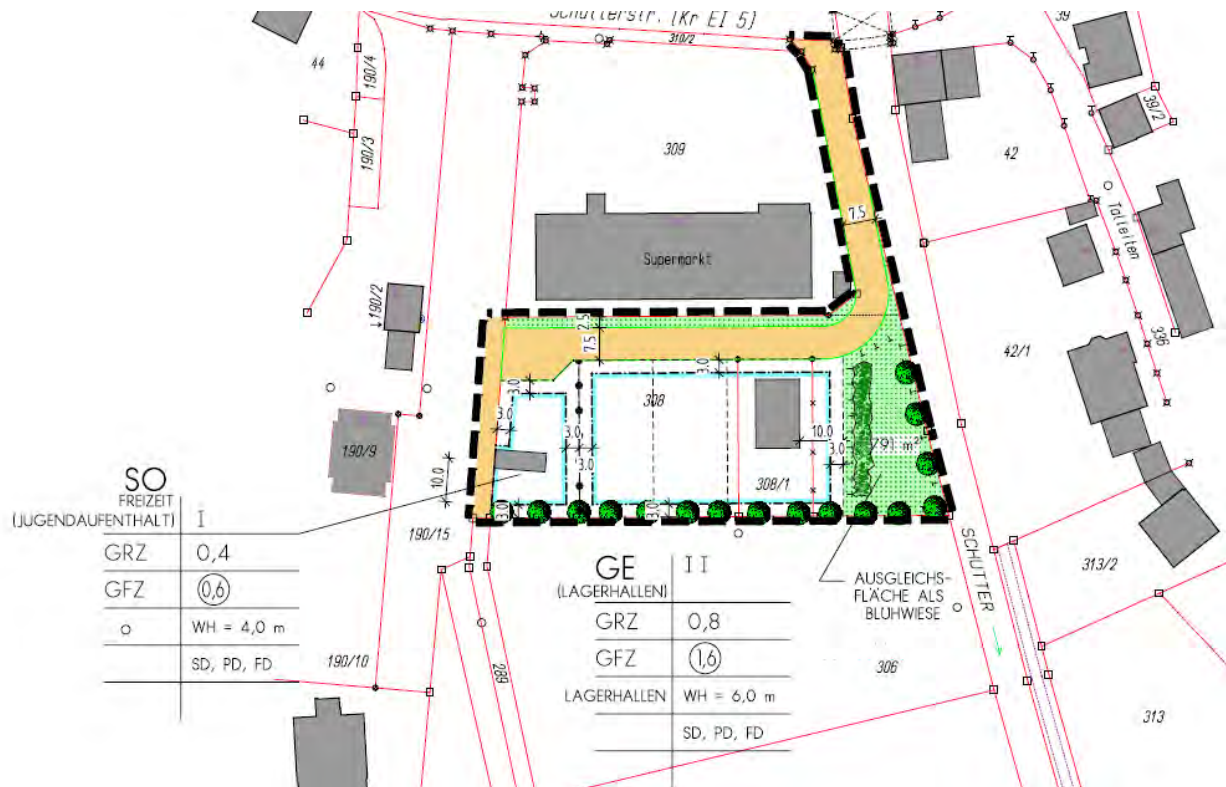 Schutterstr. (Kr EI 5)
310/2
39
44
190/4
39/2
190/3
309
42
7.5
Talleiten
Supermarkt
190/2
2.5
7.5
336
42/1
3.0
3.0
308
3.0
10.0
791 m²
3.0
3.0
3.0
190/9
10.0
308/1
3.0
3.0
SO
FREIZEIT
(JUGENDAUFENTHALT)
I
GRZ 0,4
GFZ 0,6
o WH = 4,0 m
SD, PD, FD
190/15
190/10
289
GE
(LAGERHALLEN)
II
GRZ 0,8
GFZ 1,6
LAGERHALLEN WH = 6,0 m
SD, PD, FD
AUSGLEICHS-
FLÄCHE ALS
BLÜHWIESE
SCHUTTER
313/2
306
313